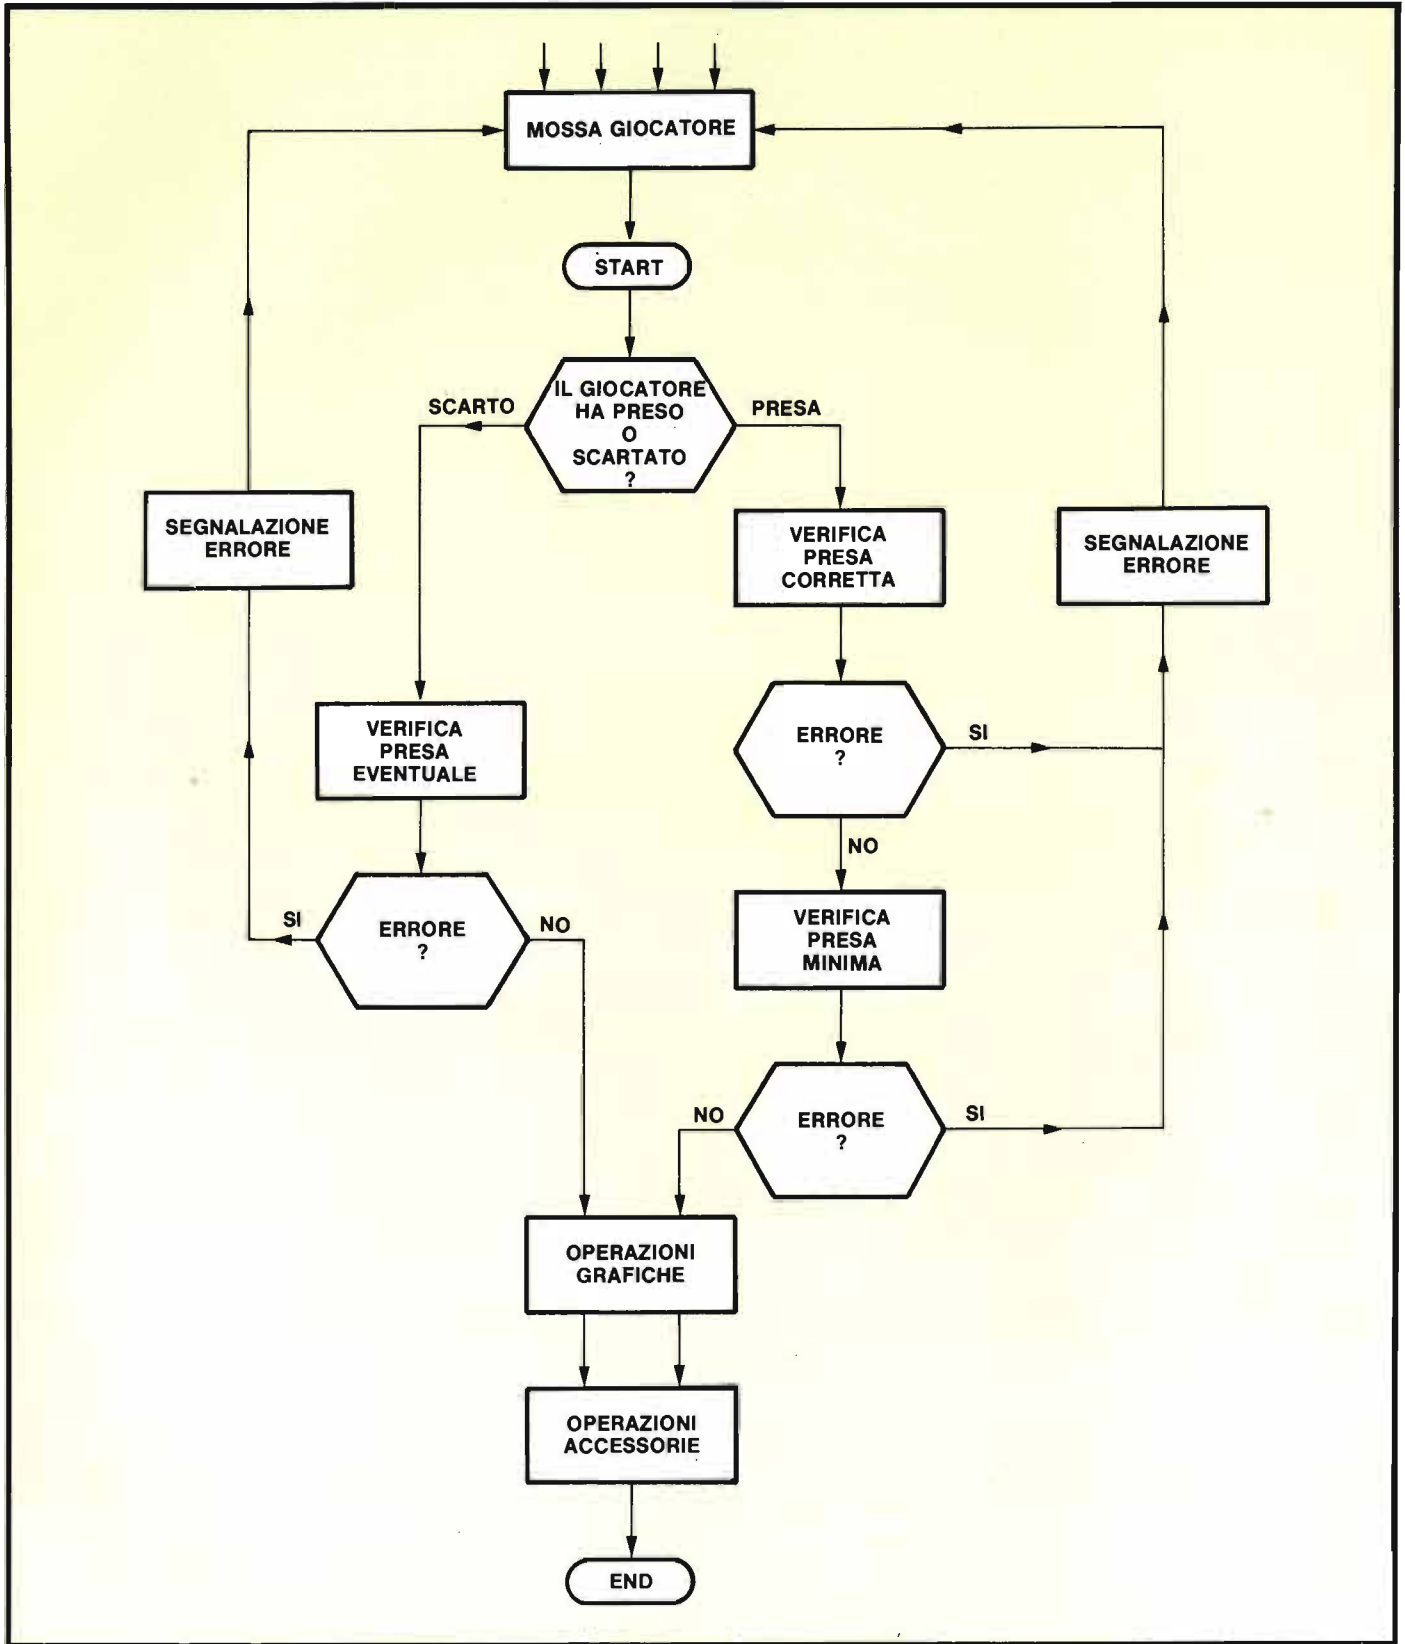 MOSSA GIOCATORE
START
IL GIOCATORE
HA PRESO
O
SCARTATO
?
SCARTO
PRESA
SEGNALAZIONE
ERRORE
VERIFICA
PRESA
CORRETTA
SEGNALAZIONE
ERRORE
VERIFICA
PRESA
EVENTUALE
ERRORE
?
SI
NO
ERRORE
?
SI
NO
VERIFICA
PRESA
MINIMA
ERRORE
?
NO
SI
OPERAZIONI
GRAFICHE
OPERAZIONI
ACCESSORIE
END